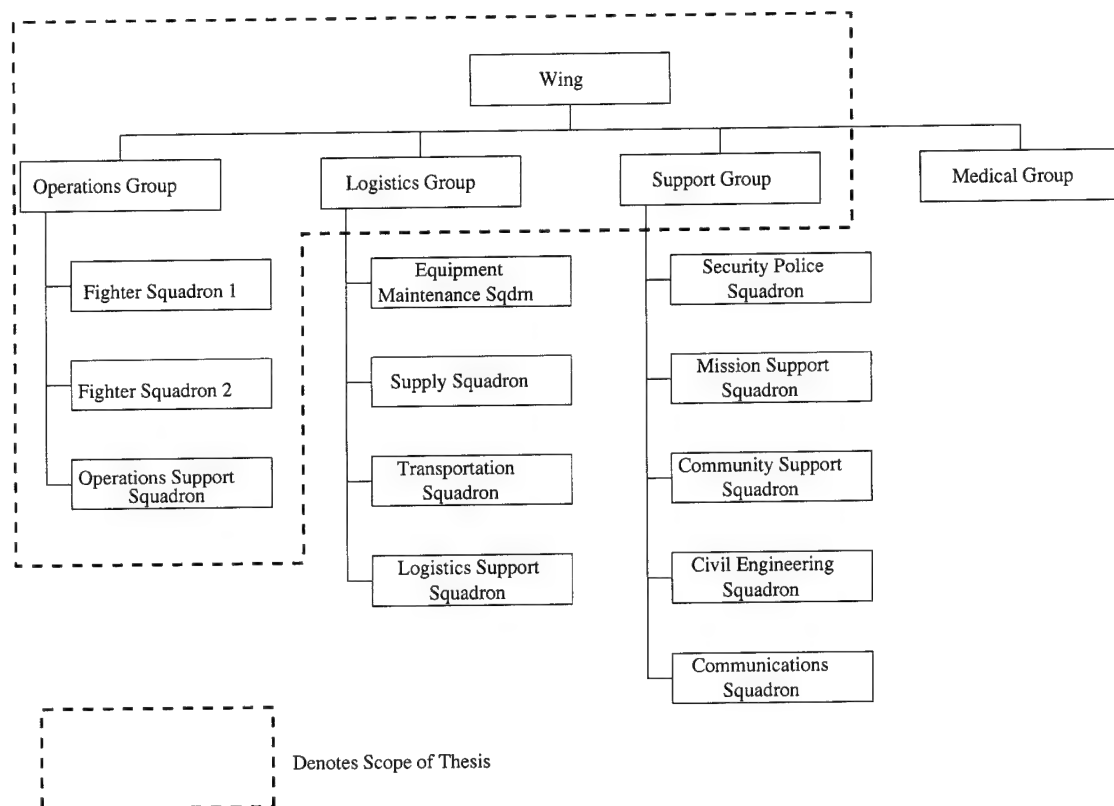 Wing
Operations Group
Logistics Group
Support Group
Medical Group
Fighter Squadron 1
Fighter Squadron 2
Operations Support
Squadron
Equipment
Maintenance Sqdrn
Supply Squadron
Transportation
Squadron
Logistics Support
Squadron
Security Police
Squadron
Mission Support
Squadron
Community Support
Squadron
Civil Engineering
Squadron
Communications
Squadron
Denotes Scope of Thesis